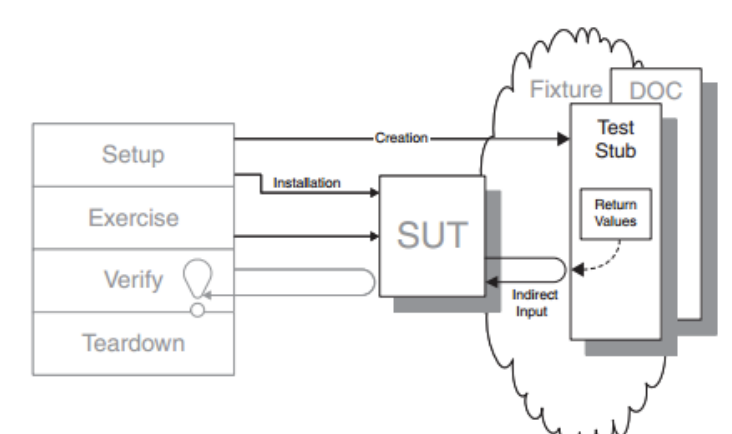 Setup
Exercise
Verify
Teardown
Creation
Installation
SUT
Indirect
Input
Fixture
DOC
Test
Stub
Return
Values